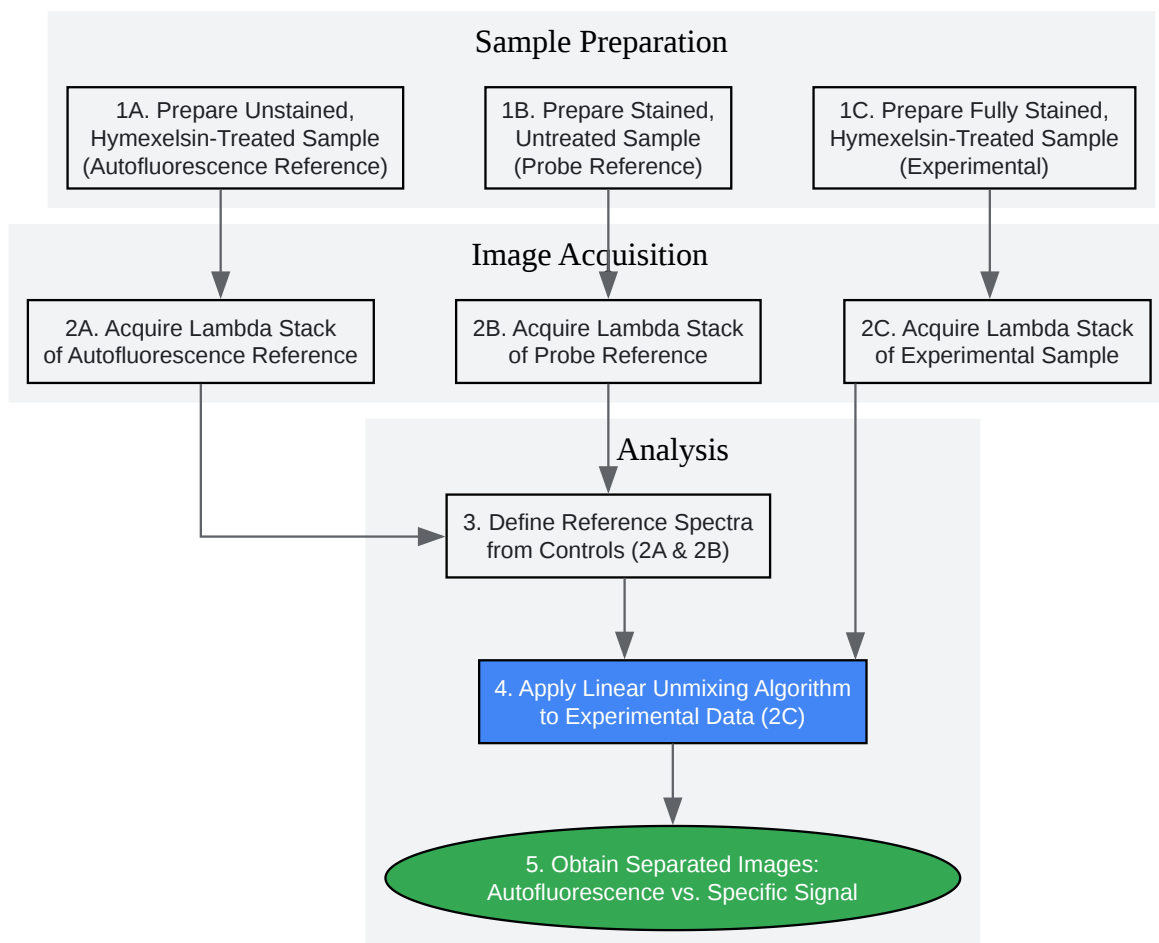 Sample Preparation
1A. Prepare Unstained,
Hymexelsin-Treated Sample
(Autofluorescence Reference)
1B. Prepare Stained,
Untreated Sample
(Probe Reference)
1C. Prepare Fully Stained,
Hymexelsin-Treated Sample
(Experimental)
Image Acquisition
2A. Acquire Lambda Stack
of Autofluorescence Reference
2B. Acquire Lambda Stack
of Probe Reference
2C. Acquire Lambda Stack
of Experimental Sample
Analysis
3. Define Reference Spectra
from Controls (2A & 2B)
4. Apply Linear Unmixing Algorithm
to Experimental Data (2C)
5. Obtain Separated Images:
Autofluorescence vs. Specific Signal